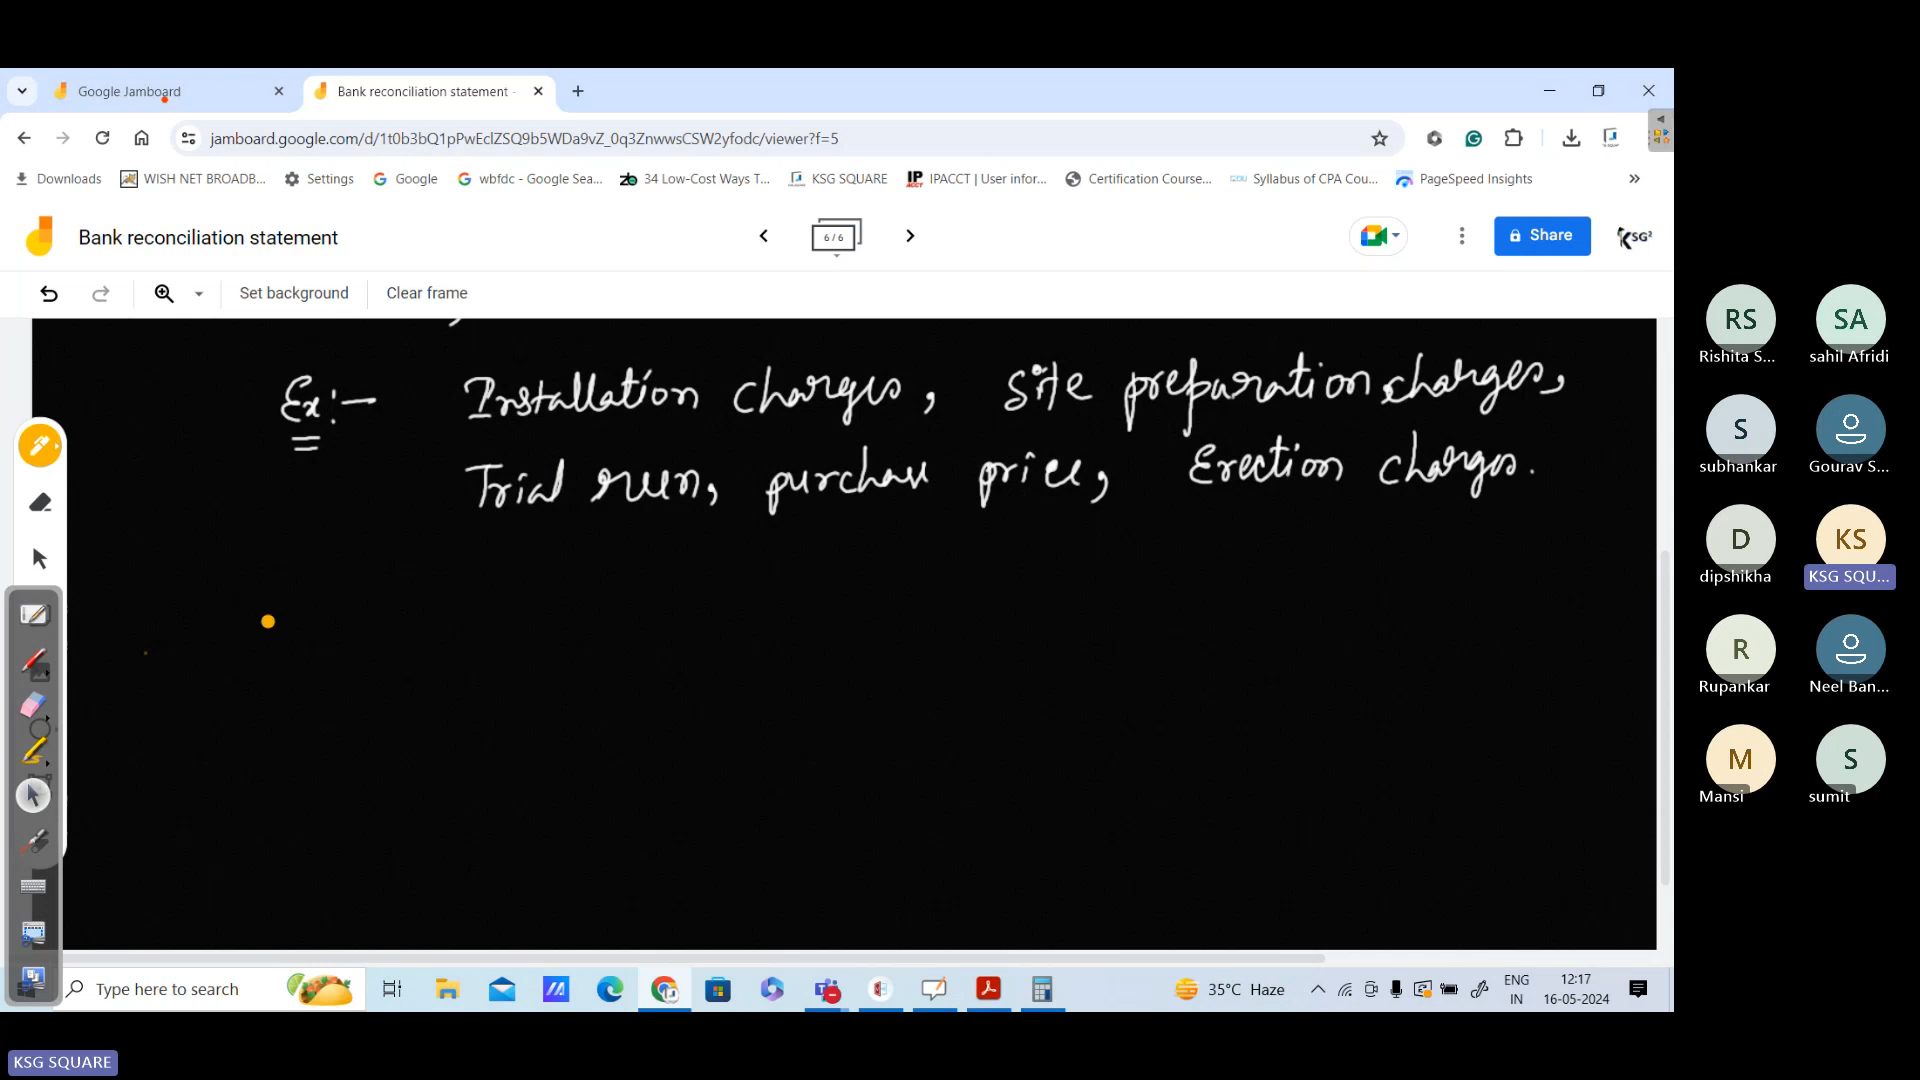 Google Jamboard
Bank reconciliation statement -
jamboard.google.com/d/1t0b3bQ1pPwEclZSQ9b5WDa9vZ_0q3ZnwwsCSW2yfodc/viewer?f=5
Downloads WISH NET BROADB... Settings Google wbfdc - Google Sea... 34 Low-Cost Ways T... KSG SQUARE IPACCT | User infor... Certification Course... Syllabus of CPA Cou... PageSpeed Insights
Bank reconciliation statement
6 / 6
Share
KSG²
Set background Clear frame
Ex:- Installation charges, Site preparation charges,
Trial run, purchase price, Erection charges.
RS
Rishita S...
SA
sahil Afridi
S
subhankar
Gourav S...
D
dipshikha
KS
KSG SQU...
R
Rupankar
Neel Ban...
M
Mansi
S
sumit
Type here to search
35°C Haze
ENG
IN
12:17
16-05-2024
KSG SQUARE